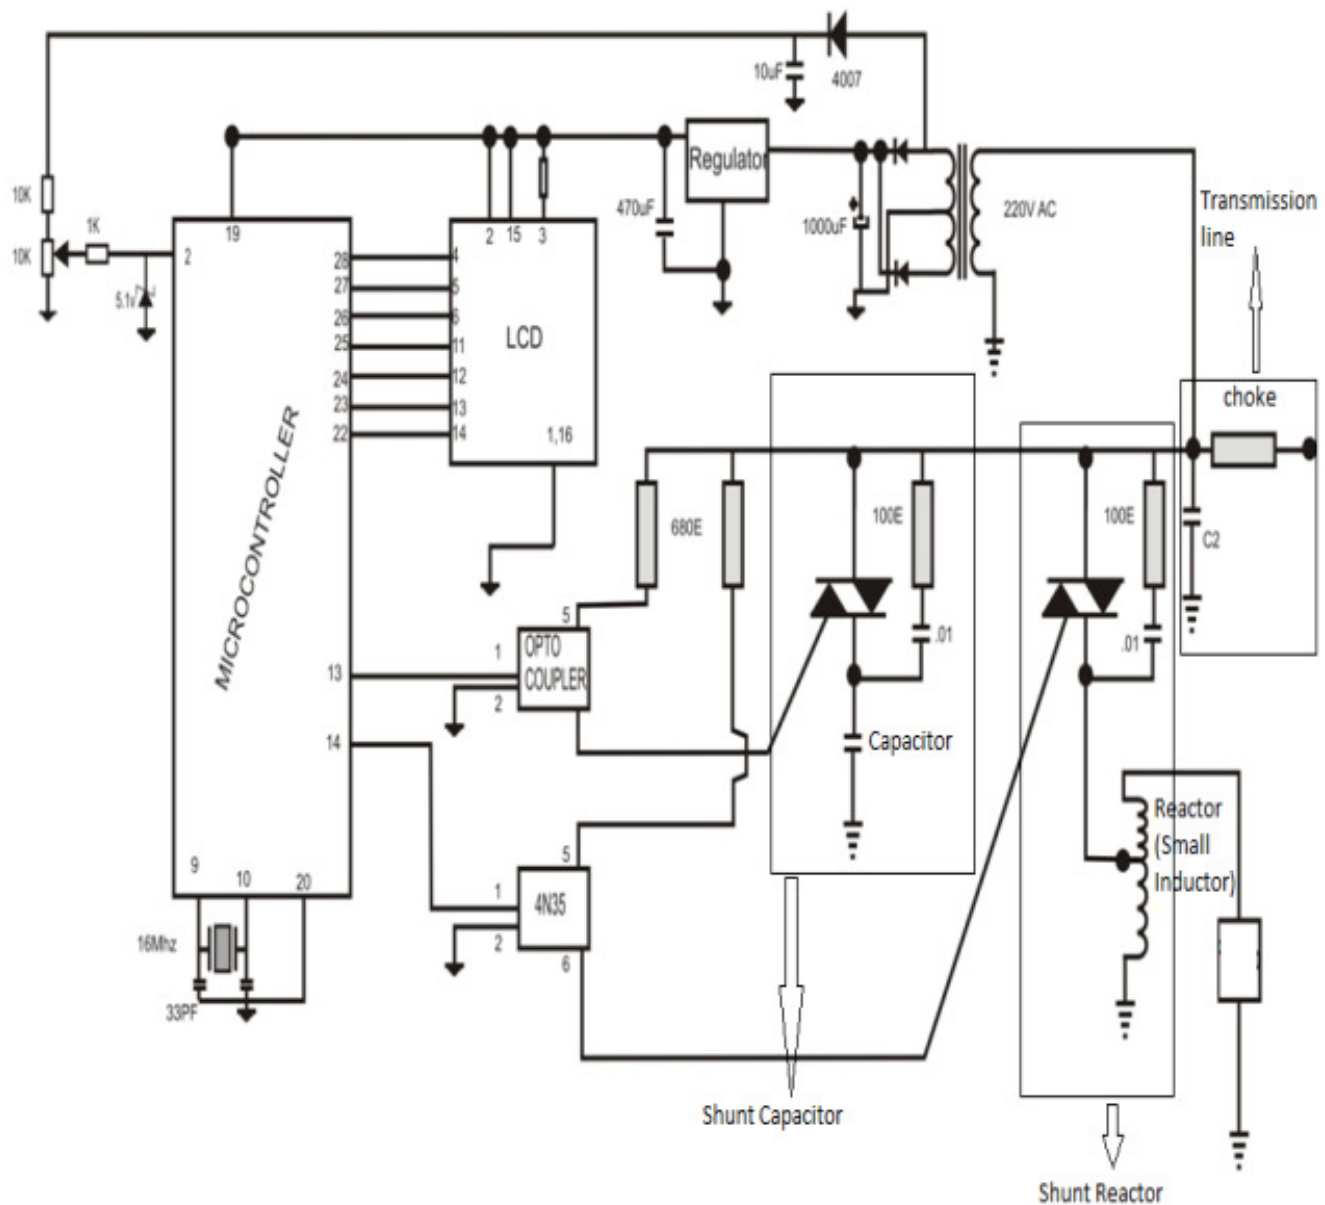 10uF
4007
Regulator
470uF
1000uF
220V AC
Transmission
line
10K
1K
10K
5.1v
19
2
2 15 3
28
27
26
25
24
23
22
4
5
6
11
12
13
14
LCD
1,16
MICROCONTROLLER
choke
C2
680E
100E
100E
.01
.01
5
1
OPTO
COUPLER
2
13
14
Capacitor
Reactor
(Small
Inductor)
5
1
4N35
2
6
9
10
20
16Mhz
33PF
Shunt Capacitor
Shunt Reactor